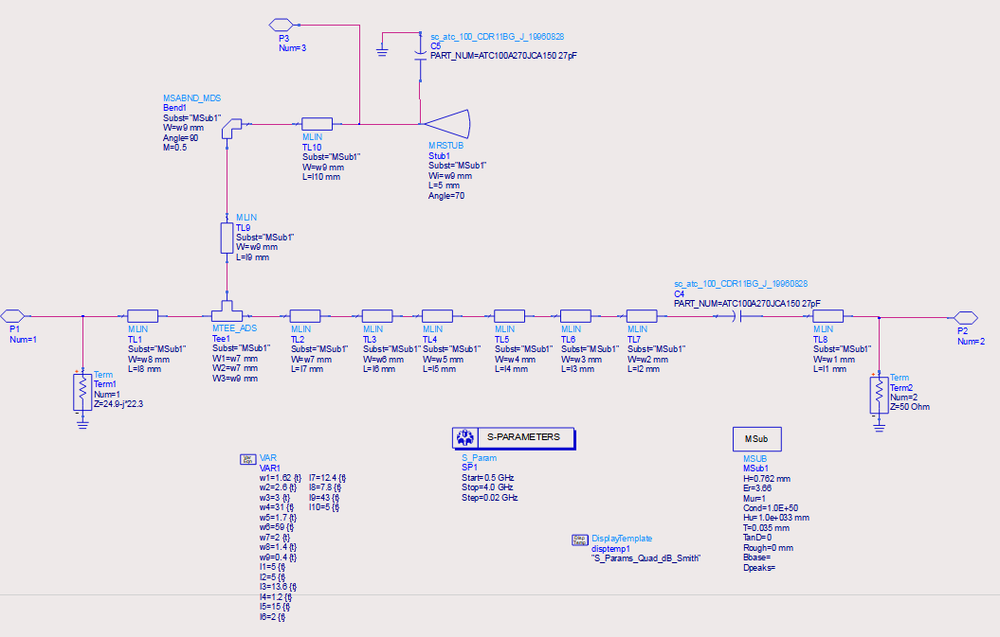 P3
Num=3
sc_atc_100_CDR11BG_J_19960828
C5
PART_NUM=ATC100A270JCA150 27pF
MSABND_MDS
Bend1
Subst="MSub1"
W=w9 mm
Angle=90
M=0.5
MLIN
TL10
Subst="MSub1"
W=w9 mm
L=l10 mm
MRSTUB
Stub1
Subst="MSub1"
Wi=w9 mm
L=5 mm
Angle=70
MLIN
TL9
Subst="MSub1"
W=w9 mm
L=l9 mm
sc_atc_100_CDR11BG_J_19960828
C4
PART_NUM=ATC100A270JCA150 27pF
P1
Num=1
MLIN
TL1
Subst="MSub1"
W=w8 mm
L=l8 mm
MTEE_ADS
Tee1
Subst="MSub1"
W1=w7 mm
W2=w7 mm
W3=w9 mm
MLIN
TL2
Subst="MSub1"
W=w7 mm
L=l7 mm
MLIN
TL3
Subst="MSub1"
W=w6 mm
L=l6 mm
MLIN
TL4
Subst="MSub1"
W=w5 mm
L=l5 mm
MLIN
TL5
Subst="MSub1"
W=w4 mm
L=l4 mm
MLIN
TL6
Subst="MSub1"
W=w3 mm
L=l3 mm
MLIN
TL7
Subst="MSub1"
W=w2 mm
L=l2 mm
MLIN
TL8
Subst="MSub1"
W=w1 mm
L=l1 mm
P2
Num=2
Term
Term1
Num=1
Z=24.9-j*22.3
Term
Term2
Num=2
Z=50 Ohm
Var
Eqn
VAR
VAR1
w1=1.62 {t}
w2=2.6 {t}
w3=3 {t}
w4=31 {t}
w5=1.7 {t}
w6=59 {t}
w7=2 {t}
w8=1.4 {t}
w9=0.4 {t}
l1=5 {t}
l2=5 {t}
l3=13.6 {t}
l4=1.2 {t}
l5=15 {t}
l6=2 {t}
l7=12.4 {t}
l8=7.8 {t}
l9=43 {t}
l10=5 {t}
S-PARAMETERS
S_Param
SP1
Start=0.5 GHz
Stop=4.0 GHz
Step=0.02 GHz
Disp
Temp
DisplayTemplate
disptemp1
"S_Params_Quad_dB_Smith"
MSub
MSUB
MSub1
H=0.762 mm
Er=3.66
Mur=1
Cond=1.0E+50
Hu=1.0e+033 mm
T=0.035 mm
TanD=0
Rough=0 mm
Bbase=
Dpeaks=